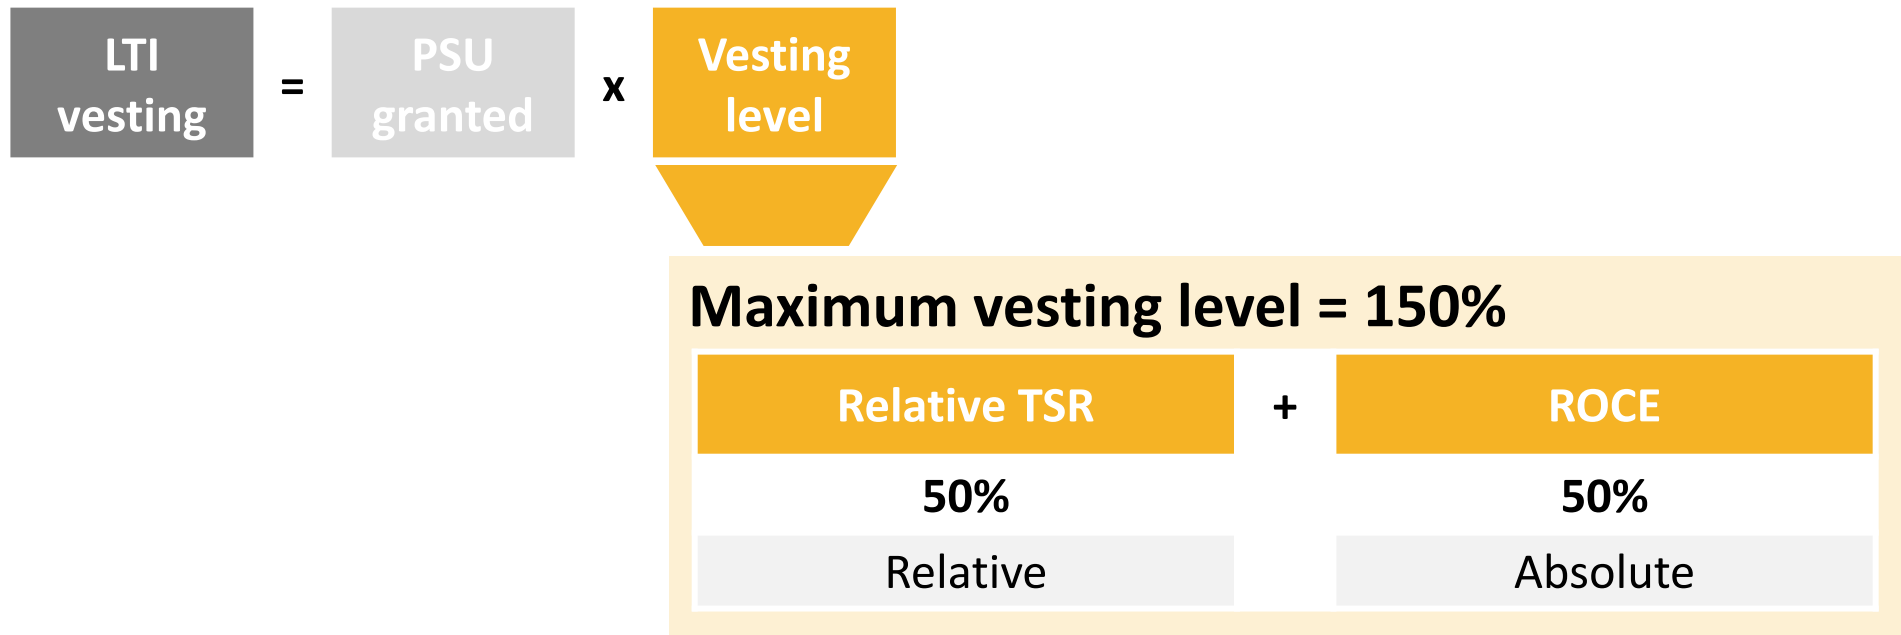 LTI
vesting
=
PSU
granted
x
Vesting
level
Maximum vesting level = 150%
Relative TSR
+
ROCE
50%
50%
Relative
Absolute